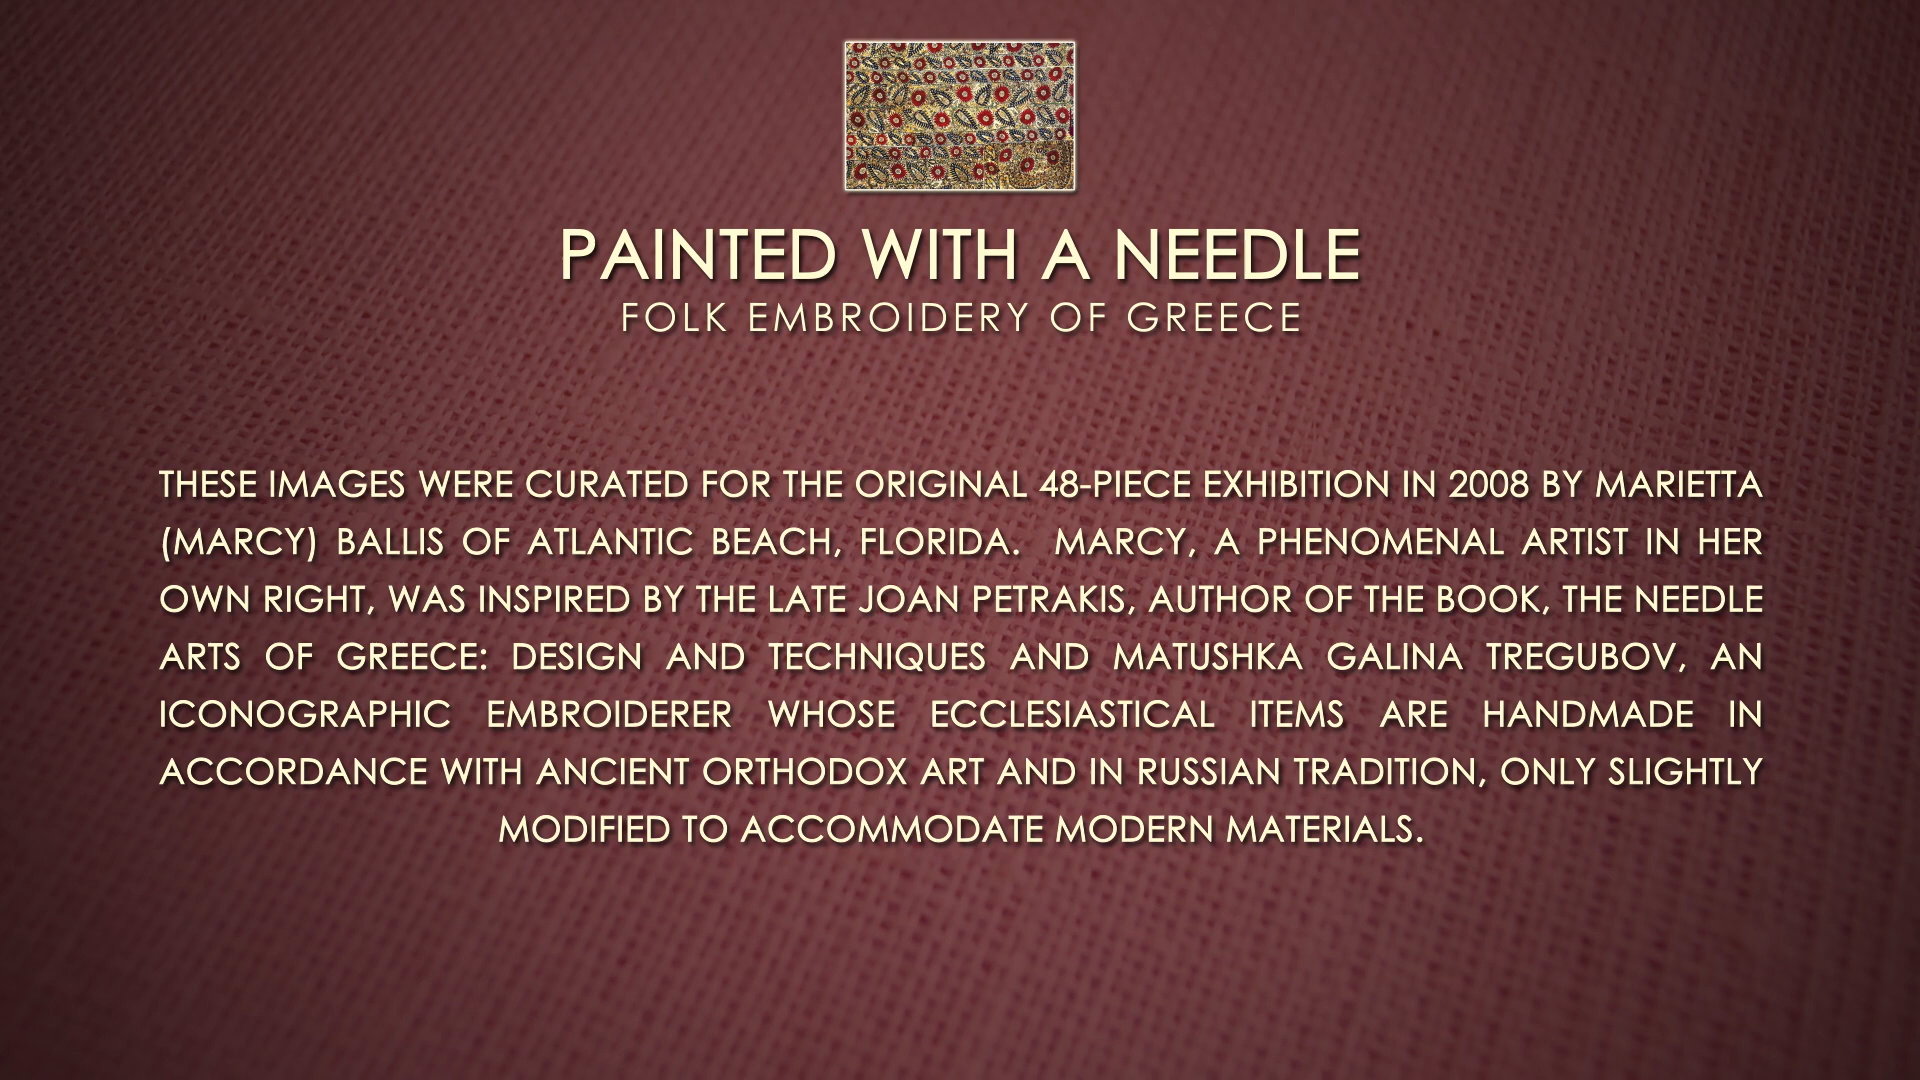 PAINTED WITH A NEEDLE
FOLK EMBROIDERY OF GREECE
THESE IMAGES WERE CURATED FOR THE ORIGINAL 48-PIECE EXHIBITION IN 2008 BY MARIETTA
(MARCY) BALLIS OF ATLANTIC BEACH, FLORIDA.  MARCY, A PHENOMENAL ARTIST IN HER
OWN RIGHT, WAS INSPIRED BY THE LATE JOAN PETRAKIS, AUTHOR OF THE BOOK, THE NEEDLE
ARTS OF GREECE: DESIGN AND TECHNIQUES AND MATUSHKA GALINA TREGUBOV, AN
ICONOGRAPHIC EMBROIDERER WHOSE ECCLESIASTICAL ITEMS ARE HANDMADE IN
ACCORDANCE WITH ANCIENT ORTHODOX ART AND IN RUSSIAN TRADITION, ONLY SLIGHTLY
MODIFIED TO ACCOMMODATE MODERN MATERIALS.